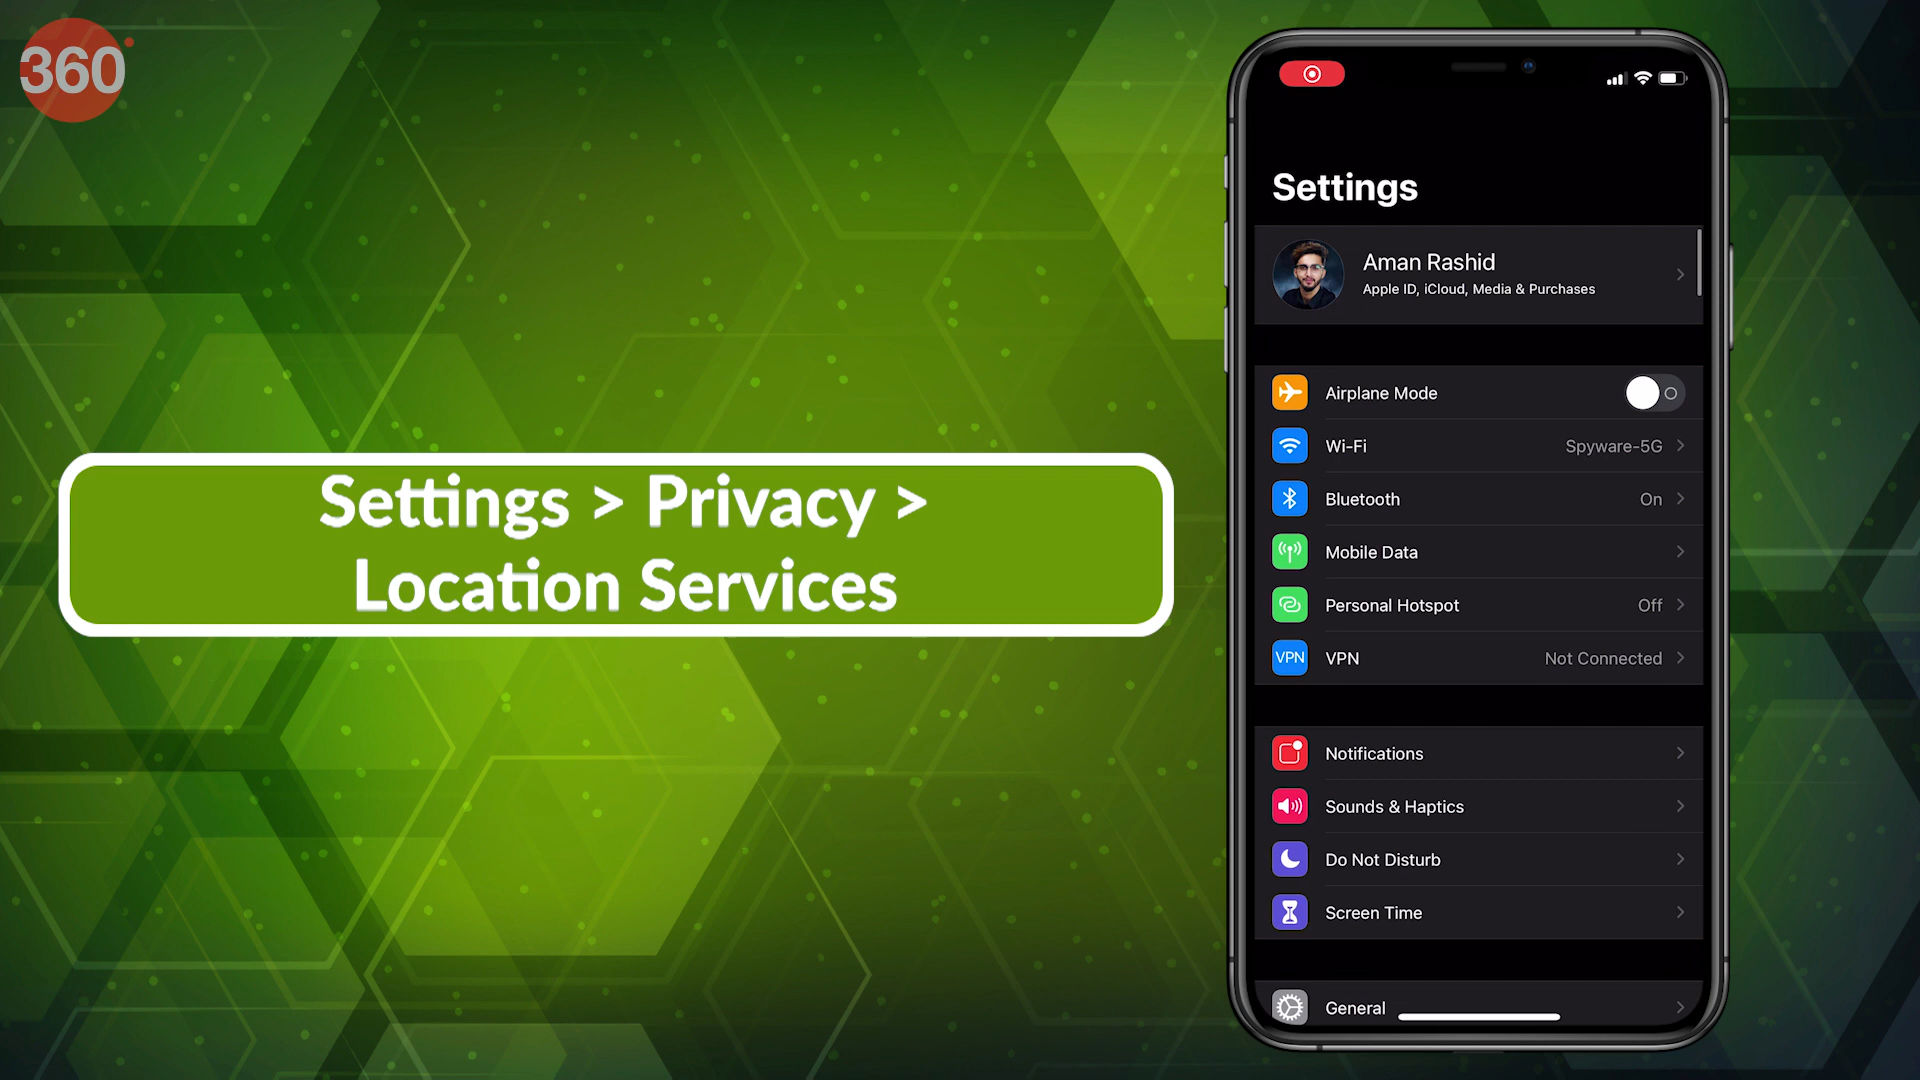 360
Settings > Privacy >
Location Services
Settings
Aman Rashid
Apple ID, iCloud, Media & Purchases
Airplane Mode
Wi-Fi Spyware-5G
Bluetooth On
Mobile Data
Personal Hotspot Off
VPN VPN Not Connected
Notifications
Sounds & Haptics
Do Not Disturb
Screen Time
General